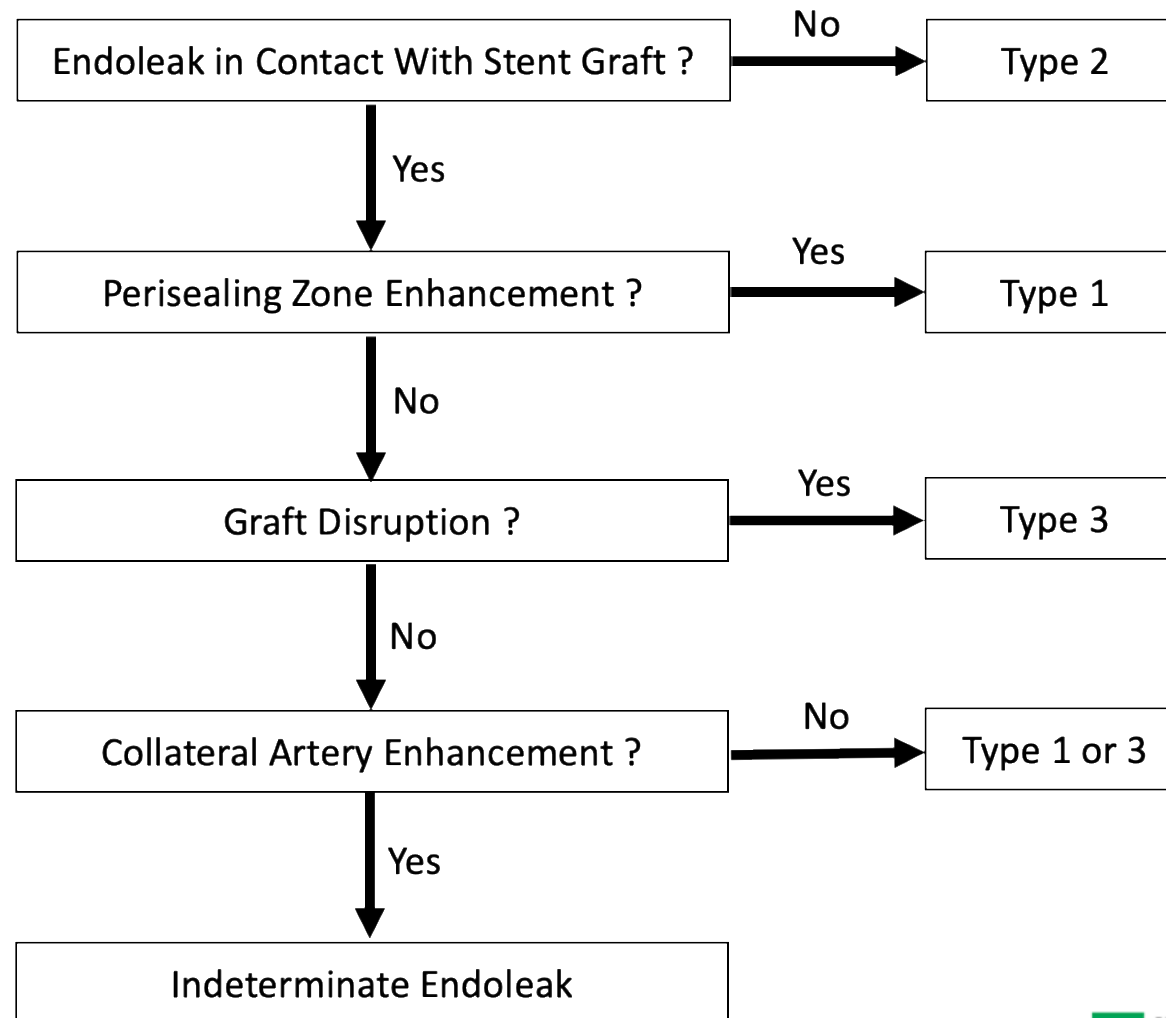 Endoleak in Contact With Stent Graft ?
No
Type 2
Yes
Perisealing Zone Enhancement ?
Yes
Type 1
No
Graft Disruption ?
Yes
Type 3
No
Collateral Artery Enhancement ?
No
Type 1 or 3
Yes
Indeterminate Endoleak